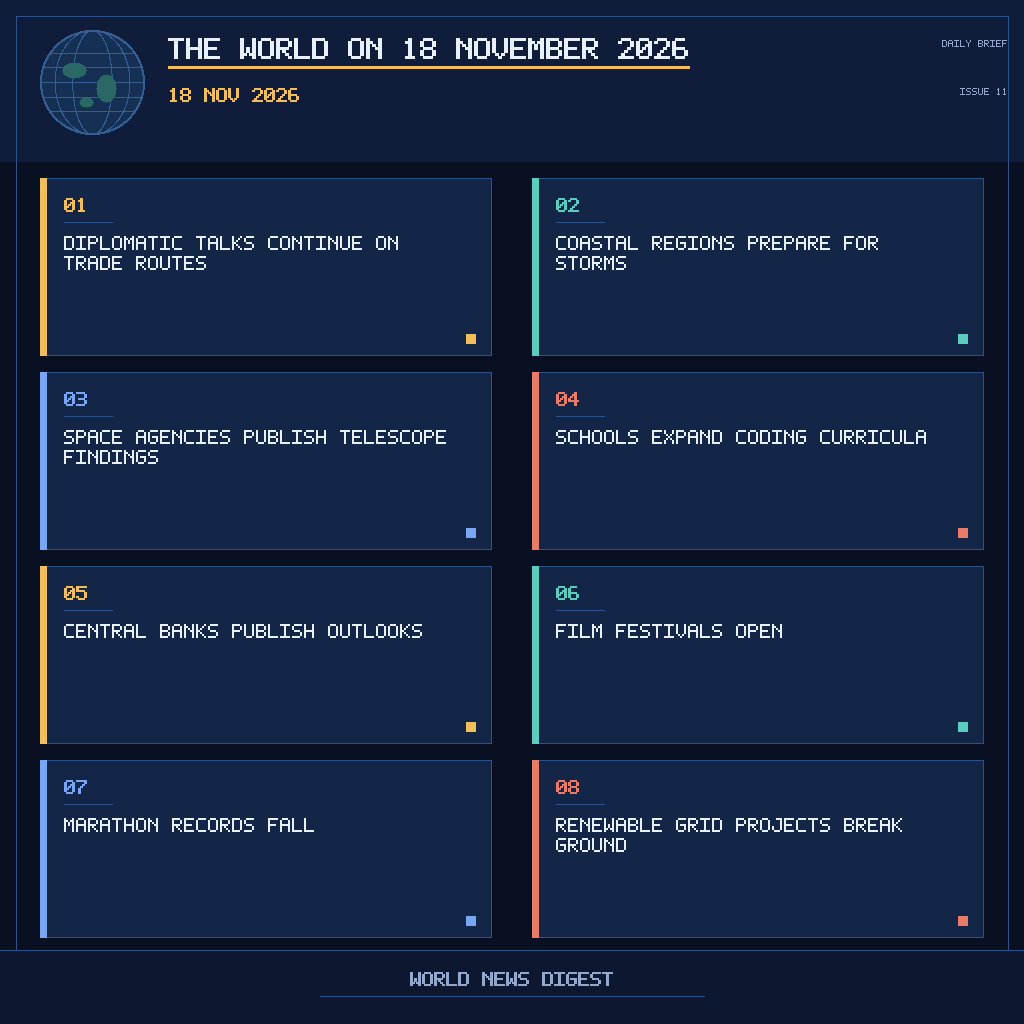 THE WORLD ON 18 NOVEMBER 2026
18 NOV 2026
DAILY BRIEF
ISSUE 11
01
DIPLOMATIC TALKS CONTINUE ON
TRADE ROUTES
02
COASTAL REGIONS PREPARE FOR
STORMS
03
SPACE AGENCIES PUBLISH TELESCOPE
FINDINGS
04
SCHOOLS EXPAND CODING CURRICULA
05
CENTRAL BANKS PUBLISH OUTLOOKS
06
FILM FESTIVALS OPEN
07
MARATHON RECORDS FALL
08
RENEWABLE GRID PROJECTS BREAK
GROUND
WORLD NEWS DIGEST